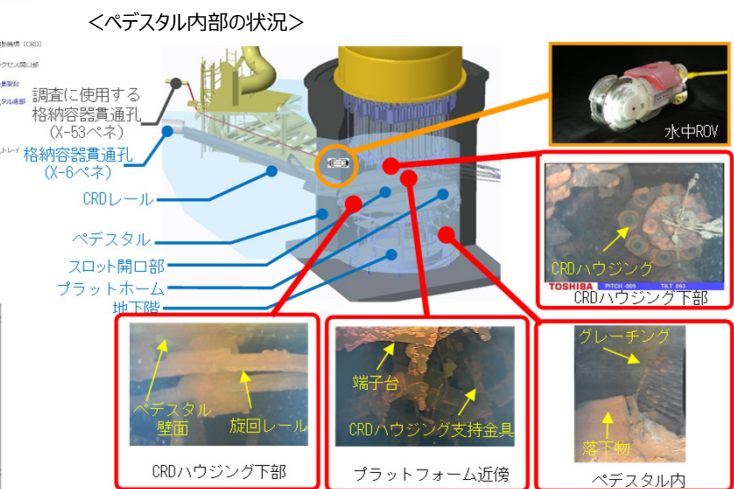 ＜ペデスタル内部の状況＞
調査に使用する
格納容器貫通孔
(X-53ペネ)
格納容器貫通孔
(X-6ペネ)
CRDレール
ペデスタル
スロット開口部
プラットホーム
地下階
水中ROV
CRDハウジング
TOSHIBA
CRDハウジング下部
ペデスタル
壁面
旋回レール
CRDハウジング下部
端子台
CRDハウジング支持金具
プラットフォーム近傍
グレーチング
落下物
ペデスタル内